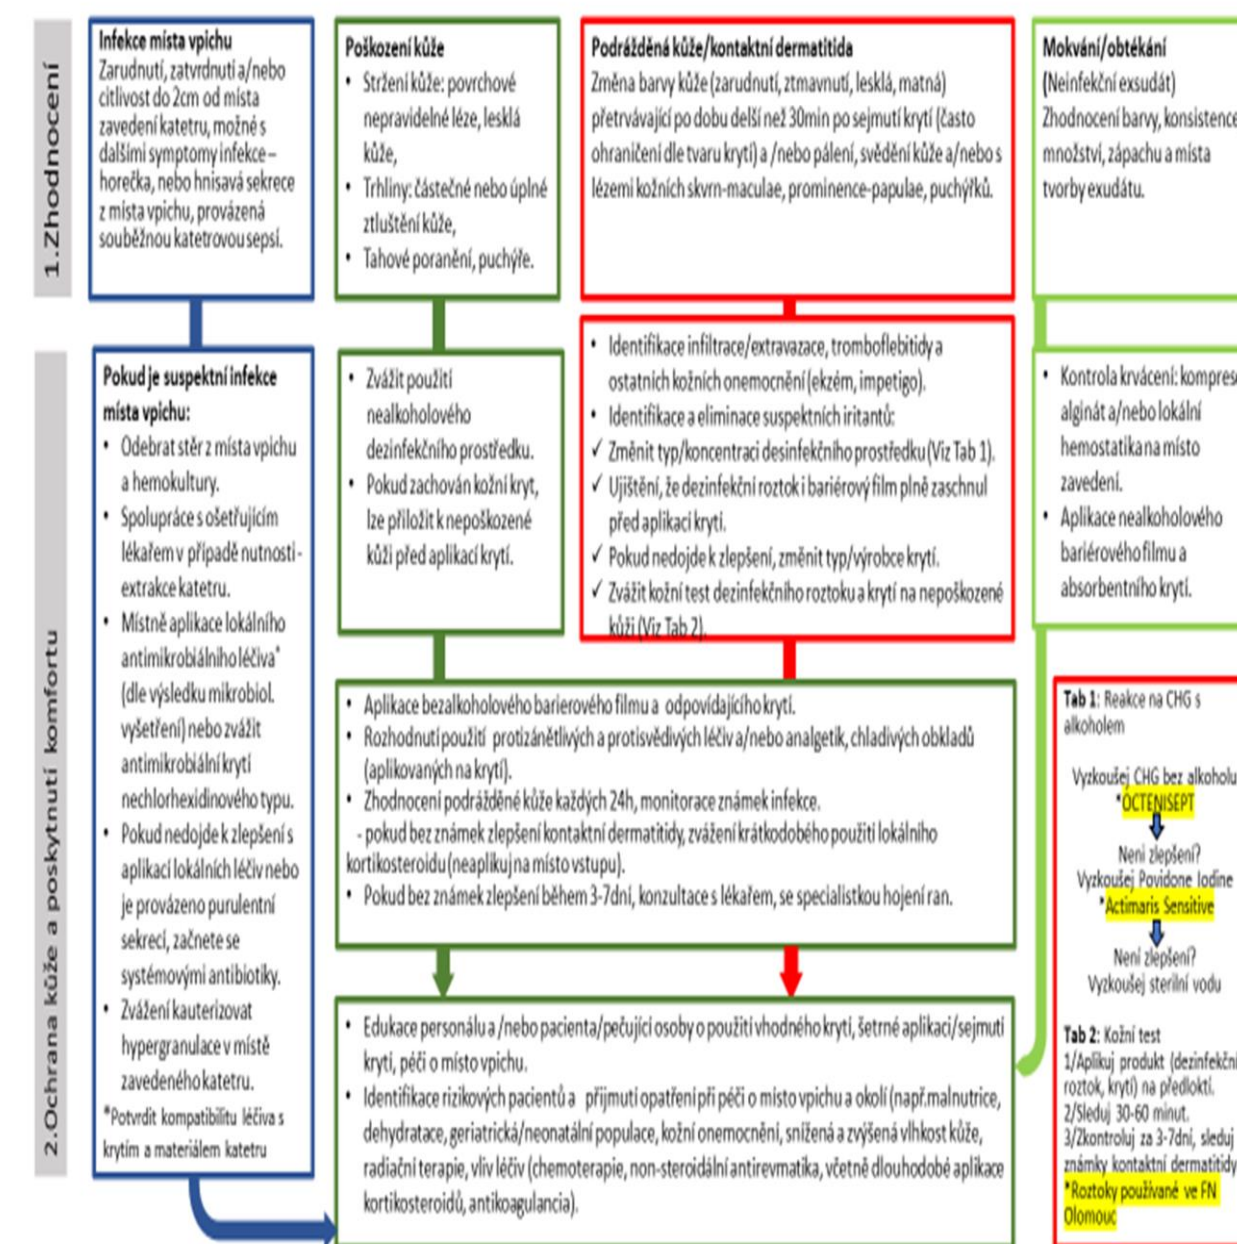 1.Zhodnocení
Infekce místa vpichu
Zarudnutí, zatvrdnutí a/nebo
citlivost do 2cm od místa
zavedení katetru, možné s
dalšími symptomy infekce–
horečka, nebo hnisavá sekrece
z místa vpichu, provázená
souběžnou katetrovou sepsí.
Poškození kůže
• Stržení kůže: povrchové
nepravidelné léze, lesklá
kůže,
• Trhliny: částečné nebo úplné
ztluštění kůže,
• Tahové poranění, puchýře.
Podrážděná kůže/kontaktní dermatitida
Změna barvy kůže (zarudnutí, ztmavnutí, lesklá, matná)
přetrvávající po dobu delší než 30min po sejmutí krytí (často
ohraničení dle tvaru krytí) a /nebo pálení, svědění kůže a/nebo s
lézemi kožních skvrn-maculae, prominence-papulae, puchýřků.
Mokvání/obtékání
(Neinfekční exsudát)
Zhodnocení barvy, konsistence
množství, zápachu a místa
tvorby exudátu.
2.Ochrana kůže a poskytnutí komfortu
Pokud je suspektní infekce
místa vpichu:
• Odebrat stěr z místa vpichu
a hemokultury.
• Spolupráce s ošetřujícím
lékařem v případě nutnosti-
extrakce katetru.
• Místně aplikace lokálního
antimikrobiálního léčiva*
(dle výsledku mikrobiol.
vyšetření) nebo zvážit
antimikrobiální krytí
nechlorhexidinového typu.
• Pokud nedojde k zlepšení s
aplikací lokálních léčiv nebo
je provázeno purulentní
sekrecí, začnete se
systémovými antibiotiky.
• Zvážení kauterizovat
hypergranulace v místě
zavedeného katetru.
*Potvrdit kompatibilitu léčiva s
krytím a materiálem katetru
• Zvážit použití
nealkoholového
dezinfekčního prostředku.
• Pokud zachován kožní kryt,
lze přiložit k nepoškozené
kůži před aplikací krytí.
• Identifikace infiltrace/extravazace, tromboflebitidy a
ostatních kožních onemocnění (ekzém, impetigo).
• Identifikace a eliminace suspektních iritantů:
✓ Změnit typ/koncentraci desinfekčního prostředku (Viz Tab 1).
✓ Ujištění, že dezinfekční roztok i bariérový film plně zaschnul
před aplikací krytí.
✓ Pokud nedojde k zlepšení, změnit typ/výrobce krytí.
✓ Zvážit kožní test dezinfekčního roztoku a krytí na nepoškozené
kůži (Viz Tab 2).
• Kontrola krvácení: kompres
alginát a/nebo lokální
hemostatika na místo
zavedení.
• Aplikace nealkoholového
bariérového filmu a
absorbentního krytí.
• Aplikace bezalkoholového barierového filmu a odpovídajícího krytí.
• Rozhodnutí použití protizánětlivých a protisvědivých léčiv a/nebo analgetik, chladivých obkladů
(aplikovaných na krytí).
• Zhodnocení podrážděné kůže každých 24h, monitorace známek infekce.
- pokud bez známek zlepšení kontaktní dermatitidy, zvážení krátkodobého použití lokálního
kortikosteroidu (neaplikuj na místo vstupu).
• Pokud bez známek zlepšení během 3-7dní, konzultace s lékařem, se specialistkou hojení ran.
• Edukace personálu a /nebo pacienta/pečující osoby o použití vhodného krytí, šetrné aplikaci/sejmutí
krytí, péči o místo vpichu.
• Identifikace rizikových pacientů a přijmutí opatření při péči o místo vpichu a okolí (např.malnutrice,
dehydratace, geriatrická/neonatální populace, kožní onemocnění, snížená a zvýšená vlhkost kůže,
radiační terapie, vliv léčiv (chemoterapie, non-steroidální antirevmatika, včetně dlouhodobé aplikace
kortikosteroidů, antikoagulancia).
Tab 1: Reakce na CHG s
alkoholem
Vyzkoušej CHG bez alkoholu
*OCTENISEPT
Není zlepšení?
Vyzkoušej Povidone Iodine
*Actimaris Sensitive
Není zlepšení?
Vyzkoušej sterilní vodu
Tab 2: Kožní test
1/Aplikuj produkt (dezinfekční
roztok, krytí) na předloktí.
2/Sleduj 30-60 minut.
3/Zkontroluj za 3-7dní, sleduj
známky kontaktní dermatitidy
*Roztoky používané ve FN
Olomouc